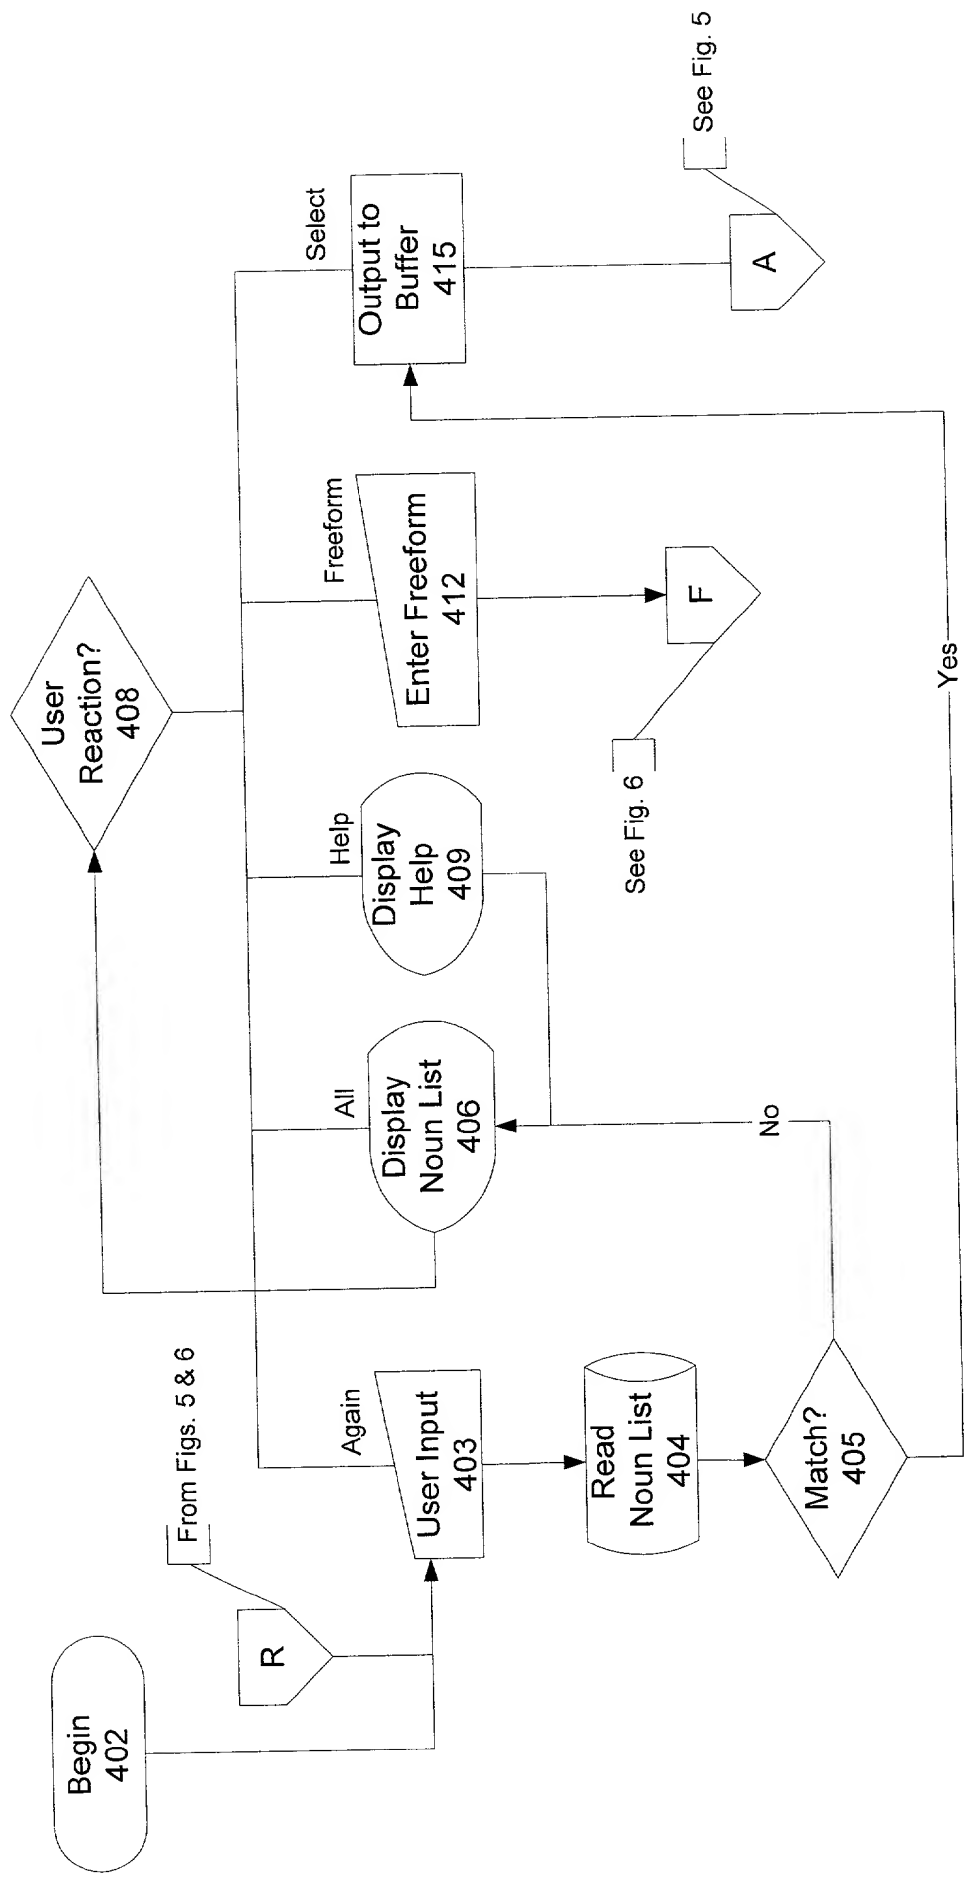 Begin
402
R
From Figs. 5 & 6
User
Reaction?
408
Again
All
Help
Freeform
Select
User Input
403
Display
Noun List
406
Display
Help
409
Enter Freeform
412
Output to
Buffer
415
Read
Noun List
404
See Fig. 6
F
A
See Fig. 5
Match?
405
No
Yes